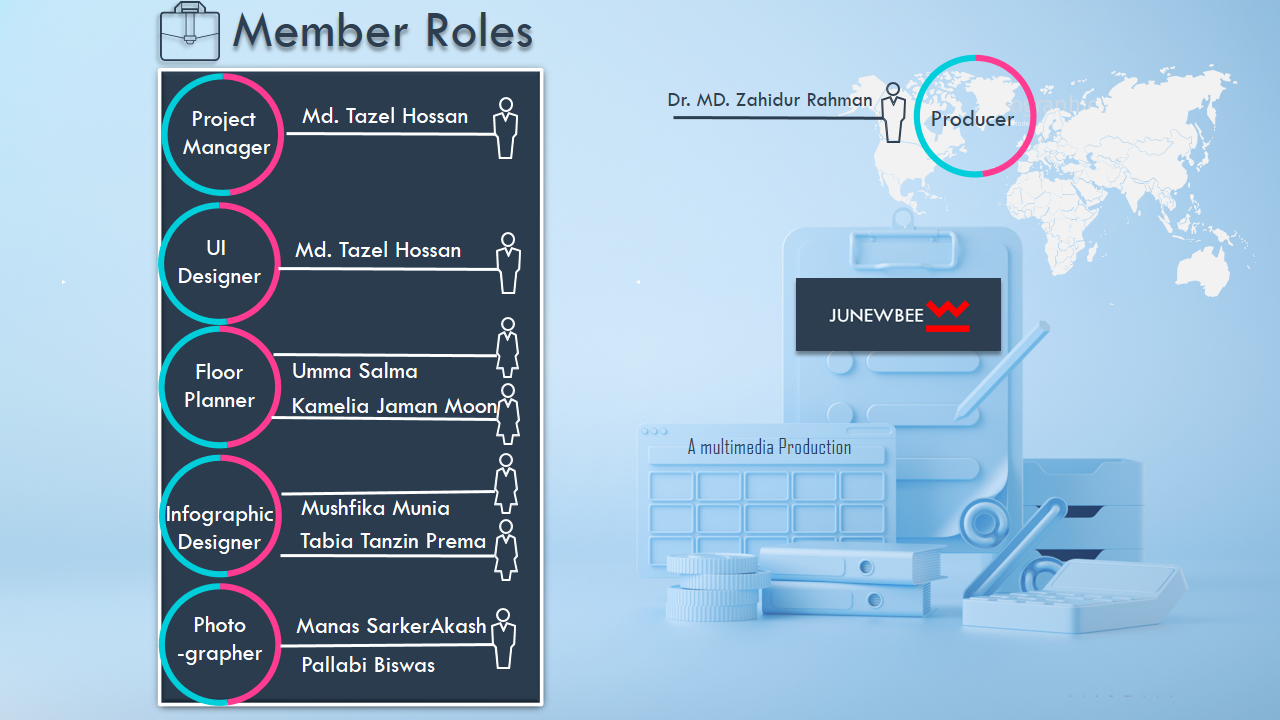 Member Roles
Project
Manager
Md. Tazel Hossan
UI
Designer
Md. Tazel Hossan
Floor
Planner
Umma Salma
Kamelia Jaman Moon
Infographic
Designer
Mushfika Munia
Tabia Tanzin Prema
Photo
-grapher
Manas SarkerAkash
Pallabi Biswas
Dr. MD. Zahidur Rahman
Producer
JUNEWBEE
A multimedia Production